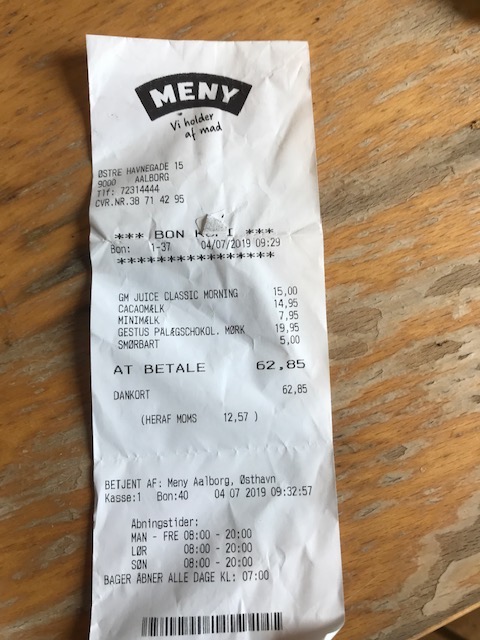 MENY
Vi holder
af mad
ØSTRE HAVNEGADE 15
9000 AALBORG
Tlf: 72314444
CVR.NR.38 71 42 95
*** BON KOPI ***
Bon: 1-37 04/07/2019 09:29
****************
GM JUICE CLASSIC MORNING 15,00
CACAOMÆLK 14,95
MINIMÆLK 7,95
GESTUS PALÆGSCHOKOL. MØRK 19,95
SMØRBART 5,00
AT BETALE 62,85
DANKORT 62,85
(HERAF MOMS 12,57 )
BETJENT AF: Meny Aalborg, Østhavn
Kasse:1 Bon:40 04 07 2019 09:32:57
Åbningstider:
MAN - FRE 08:00 - 20:00
LØR 08:00 - 20:00
SØN 08:00 - 20:00
BAGER ÅBNER ALLE DAGE KL: 07:00